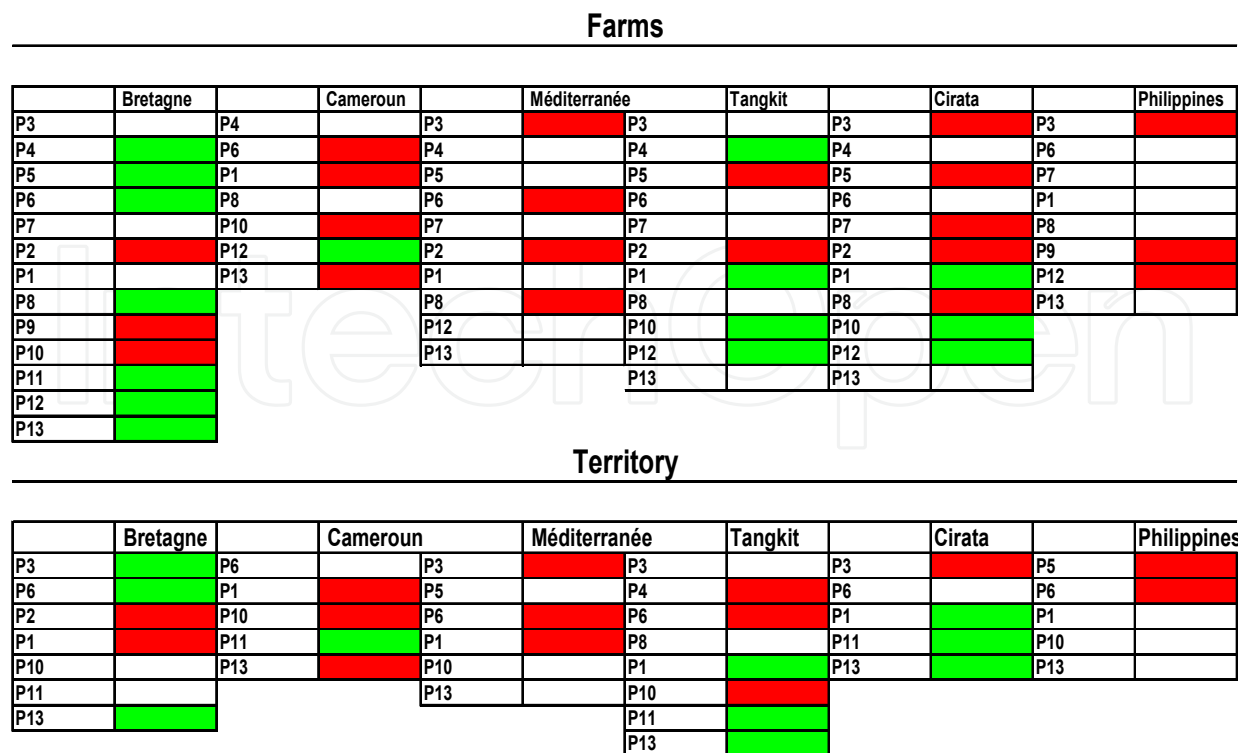 Farms
Bretagne Cameroun Méditerranée Tangkit Cirata Philippines
P3 P4 P3 P3 P3 P3
P4 P6 P4 P4 P4 P6
P5 P1 P5 P5 P5 P7
P6 P8 P6 P6 P6 P1
P7 P10 P7 P7 P7 P8
P2 P12 P2 P2 P2 P9
P1 P13 P1 P1 P1 P12
P8 P8 P8 P8 P13
P9 P12 P10 P10
P10 P13 P12 P12
P11 P13 P13
P12
P13
IntechOpen
Territory
Bretagne Cameroun Méditerranée Tangkit Cirata Philippines
P3 P6 P3 P3 P3 P5
P6 P1 P5 P4 P6 P6
P2 P10 P6 P6 P1 P1
P1 P11 P1 P8 P11 P10
P10 P13 P10 P1 P13 P13
P11 P13 P10
P13 P11
P13